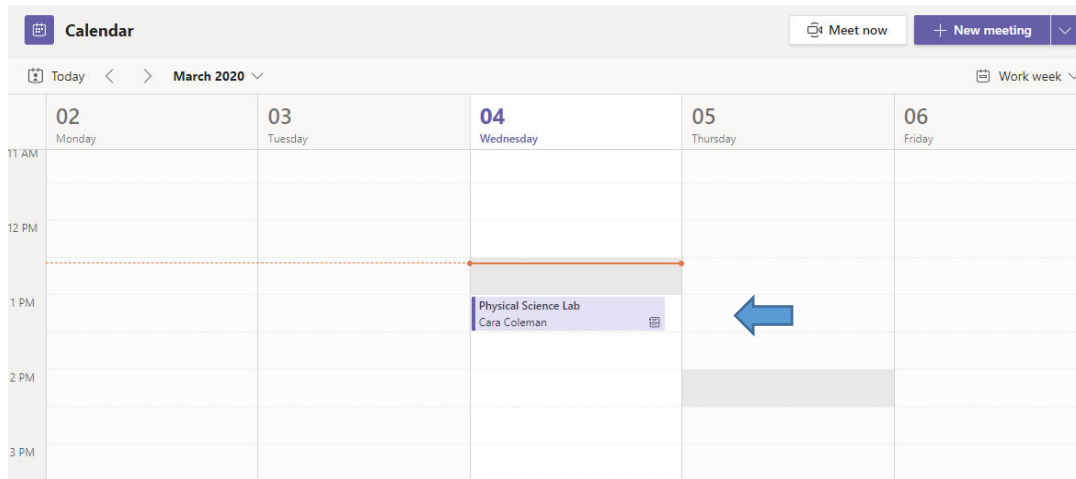 Calendar
Meet now
+ New meeting
Today
March 2020
Work week
02
Monday
03
Tuesday
04
Wednesday
05
Thursday
06
Friday
11 AM
12 PM
1 PM
Physical Science Lab
Cara Coleman
2 PM
3 PM